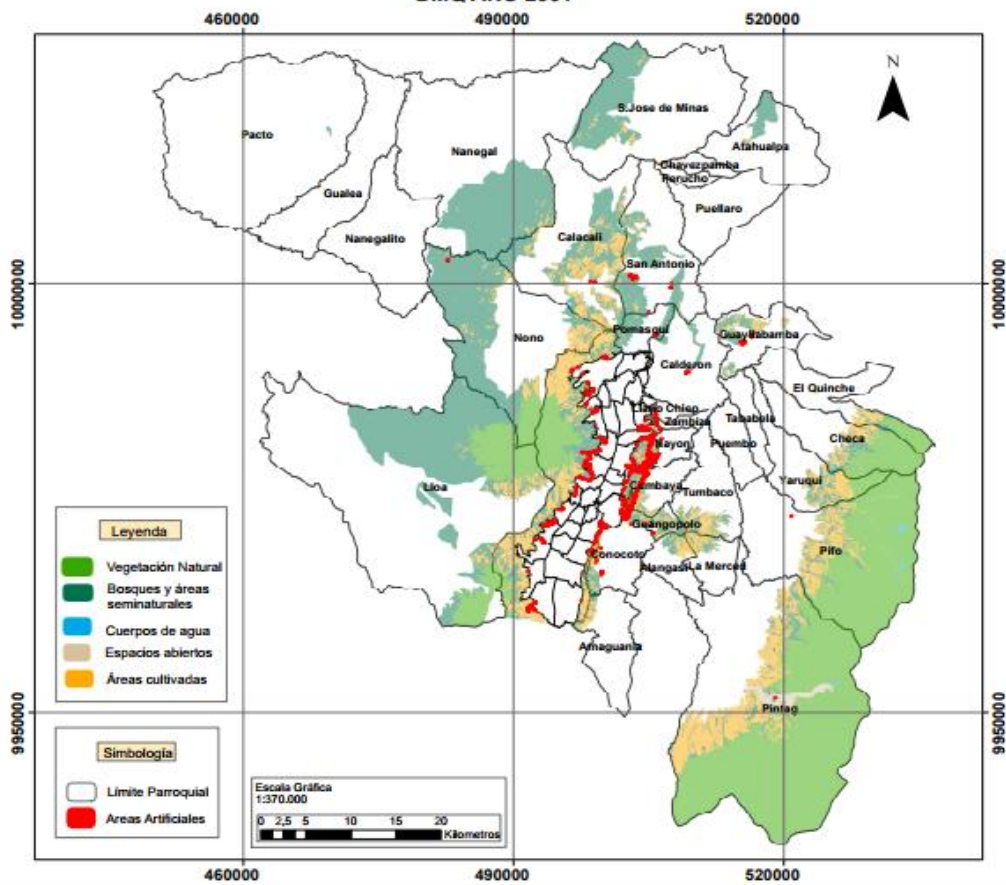 460000
490000
520000
N
S.Jose de Minas
Pacto
Atahualpa
Nanegal
Chavezpamba
Perucho
Gualea
Puellaro
Nanegalito
Calacali
San Antonio
10000000
10000000
Pomasqui
Guayllabamba
Nono
Calderon
El Quinche
Llano Chico
Tababela
Zambiza
Checa
Nayon
Puembo
Yaruqui
Lloa
Cumbaya
Tumbaco
Guangopolo
Pifo
Conocoto
Alangasi
La Merced
Amaguania
Pintag
9950000
9950000
Leyenda
Vegetación Natural
Bosques y áreas
seminaturales
Cuerpos de agua
Espacios abiertos
Áreas cultivadas
Simbología
Límite Parroquial
Areas Artificiales
Escala Gráfica
1:370.000
0 2,5 5 10 15 20
Kilometros
460000
490000
520000